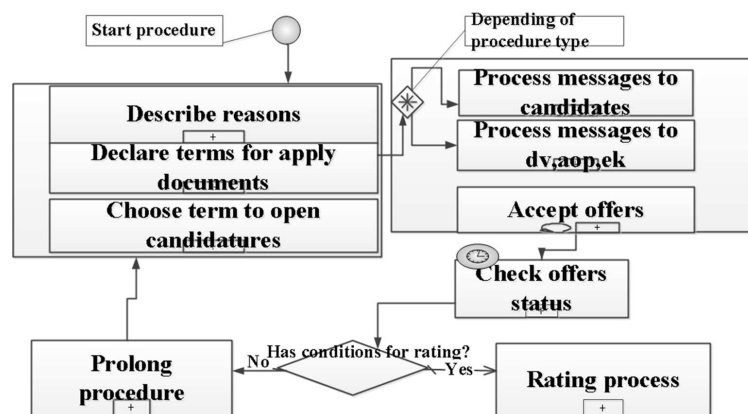 Start procedure
Depending of
procedure type
Describe reasons
+
Declare terms for apply
documents
Choose term to open
candidatures
+
Process messages to
candidates
Process messages to
dv,aop,ek
Accept offers
+
Check offers
status
+
Has conditions for rating?
No
Yes
Prolong
procedure
+
Rating process
+